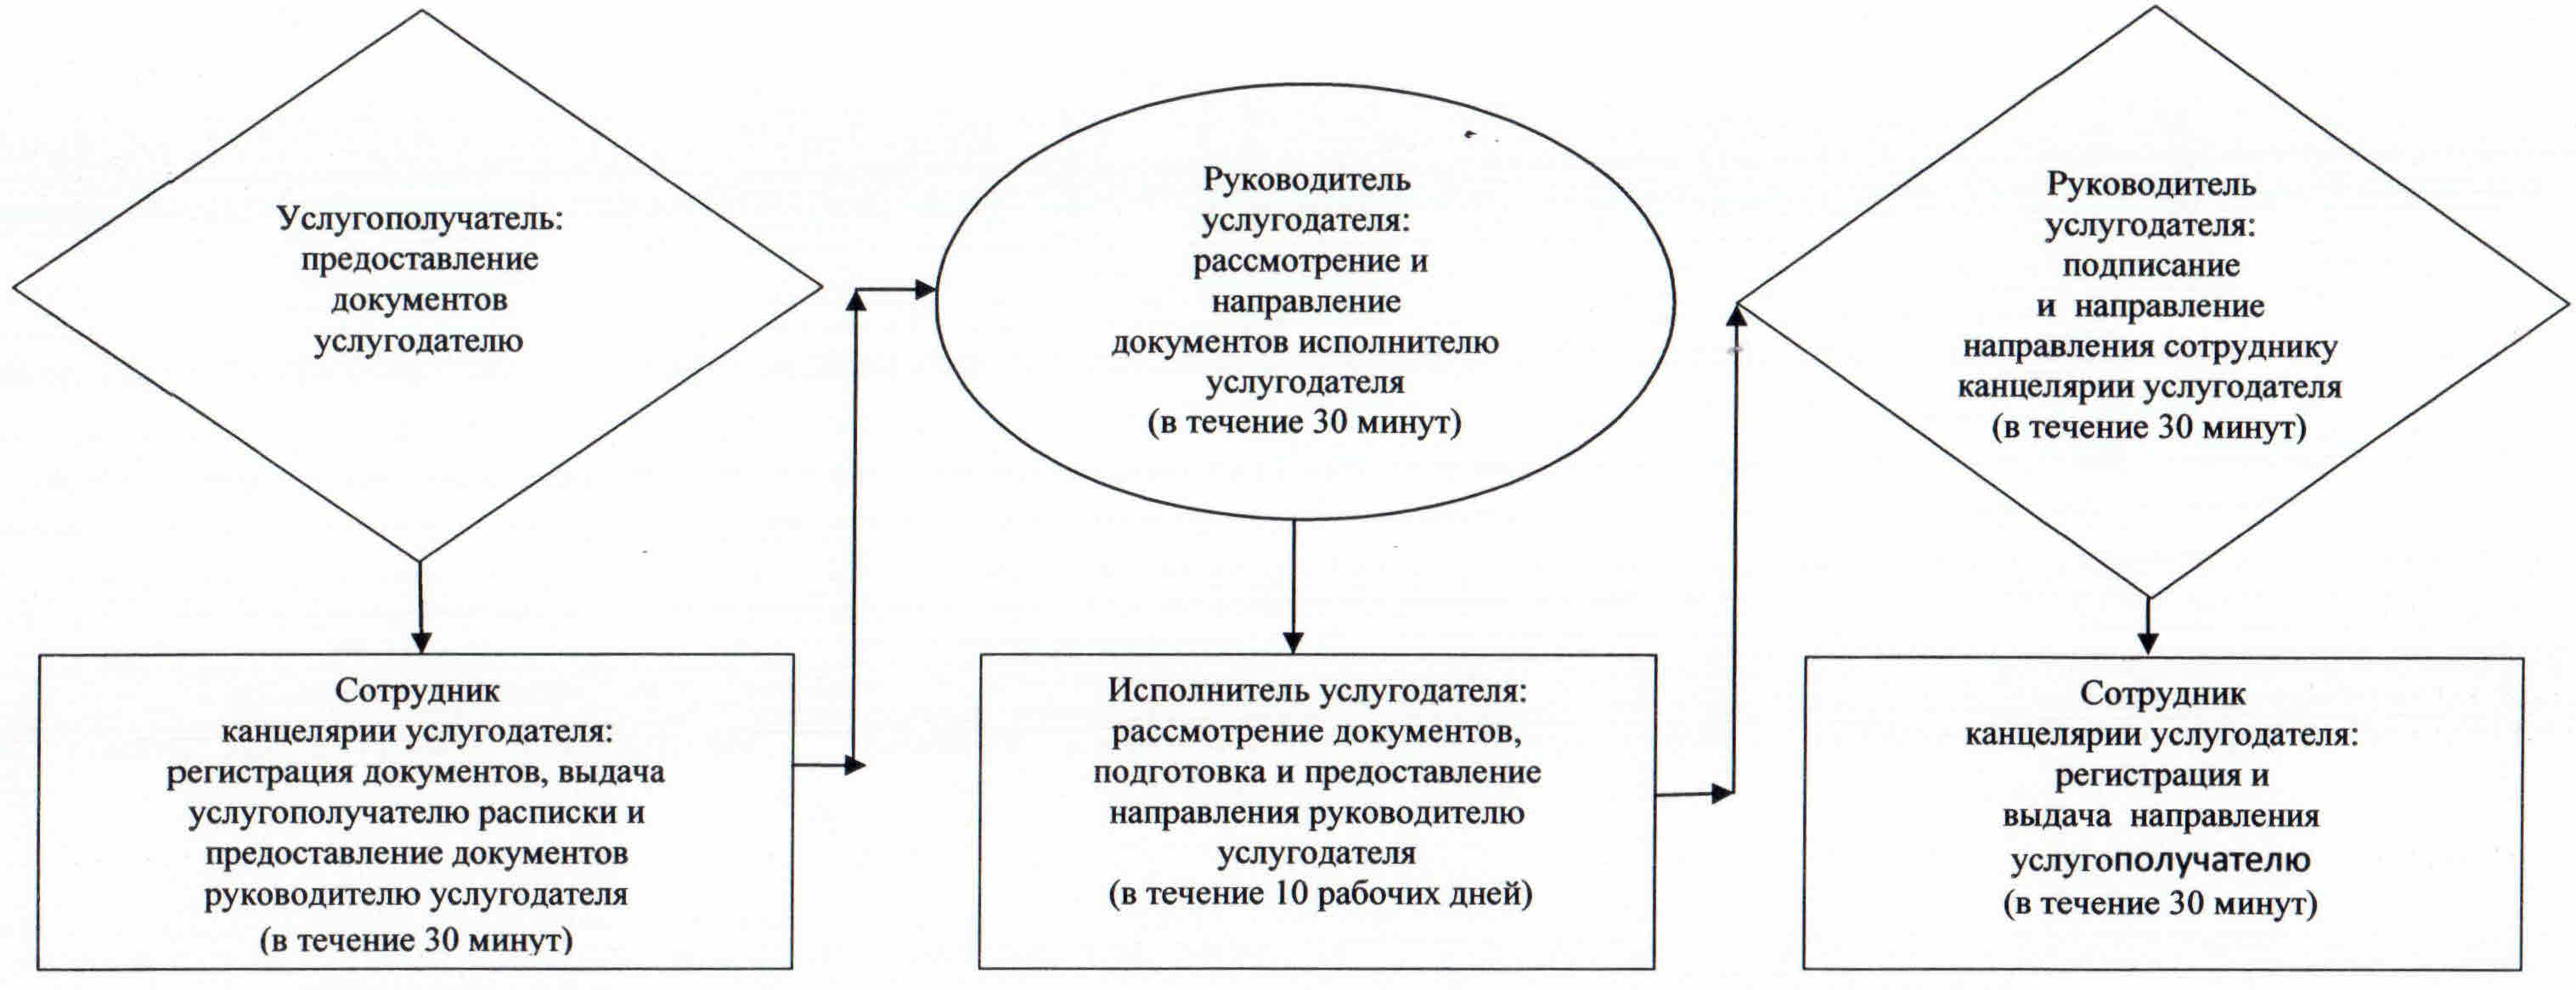 Услугополучатель:
предоставление
документов
услугодателю
Сотрудник
канцелярии услугодателя:
регистрация документов, выдача
услугополучателю расписки и
предоставление документов
руководителю услугодателя
(в течение 30 минут)
Руководитель
услугодателя:
рассмотрение и
направление
документов исполнителю
услугодателя
(в течение 30 минут)
Исполнитель услугодателя:
рассмотрение документов,
подготовка и предоставление
направления руководителю
услугодателя
(в течение 10 рабочих дней)
Руководитель
услугодателя:
подписание
и направление
направления сотруднику
канцелярии услугодателя
(в течение 30 минут)
Сотрудник
канцелярии услугодателя:
регистрация и
выдача направления
услугополучателю
(в течение 30 минут)